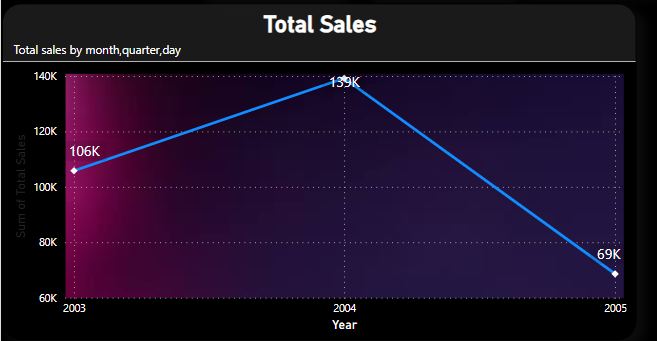 Total Sales
Total sales by month,quarter,day
140K
139K
120K
106K
Sum of Total Sales
100K
80K
69K
60K
2003
2004
2005
Year